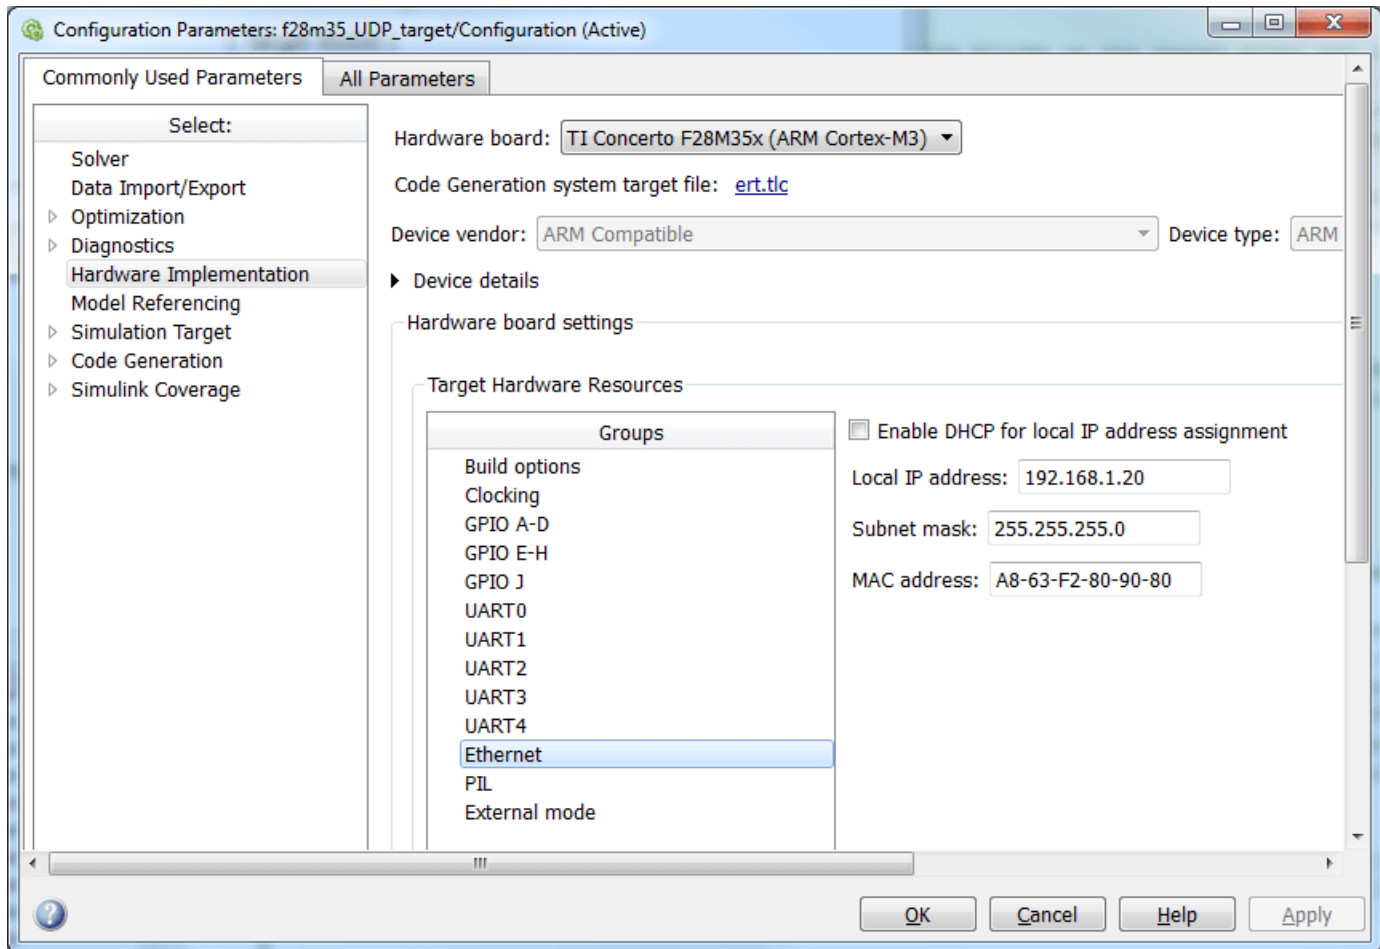 Configuration Parameters: f28m35_UDP_target/Configuration (Active)
Commonly Used Parameters
All Parameters
Select:
Solver
Data Import/Export
Optimization
Diagnostics
Hardware Implementation
Model Referencing
Simulation Target
Code Generation
Simulink Coverage
Hardware board: TI Concerto F28M35x (ARM Cortex-M3)
Code Generation system target file: ert.tlc
Device vendor: ARM Compatible Device type: ARM
Device details
Hardware board settings
Target Hardware Resources
Groups
Build options
Clocking
GPIO A-D
GPIO E-H
GPIO J
UART0
UART1
UART2
UART3
UART4
Ethernet
PIL
External mode
Enable DHCP for local IP address assignment
Local IP address: 192.168.1.20
Subnet mask: 255.255.255.0
MAC address: A8-63-F2-80-90-80
OK
Cancel
Help
Apply